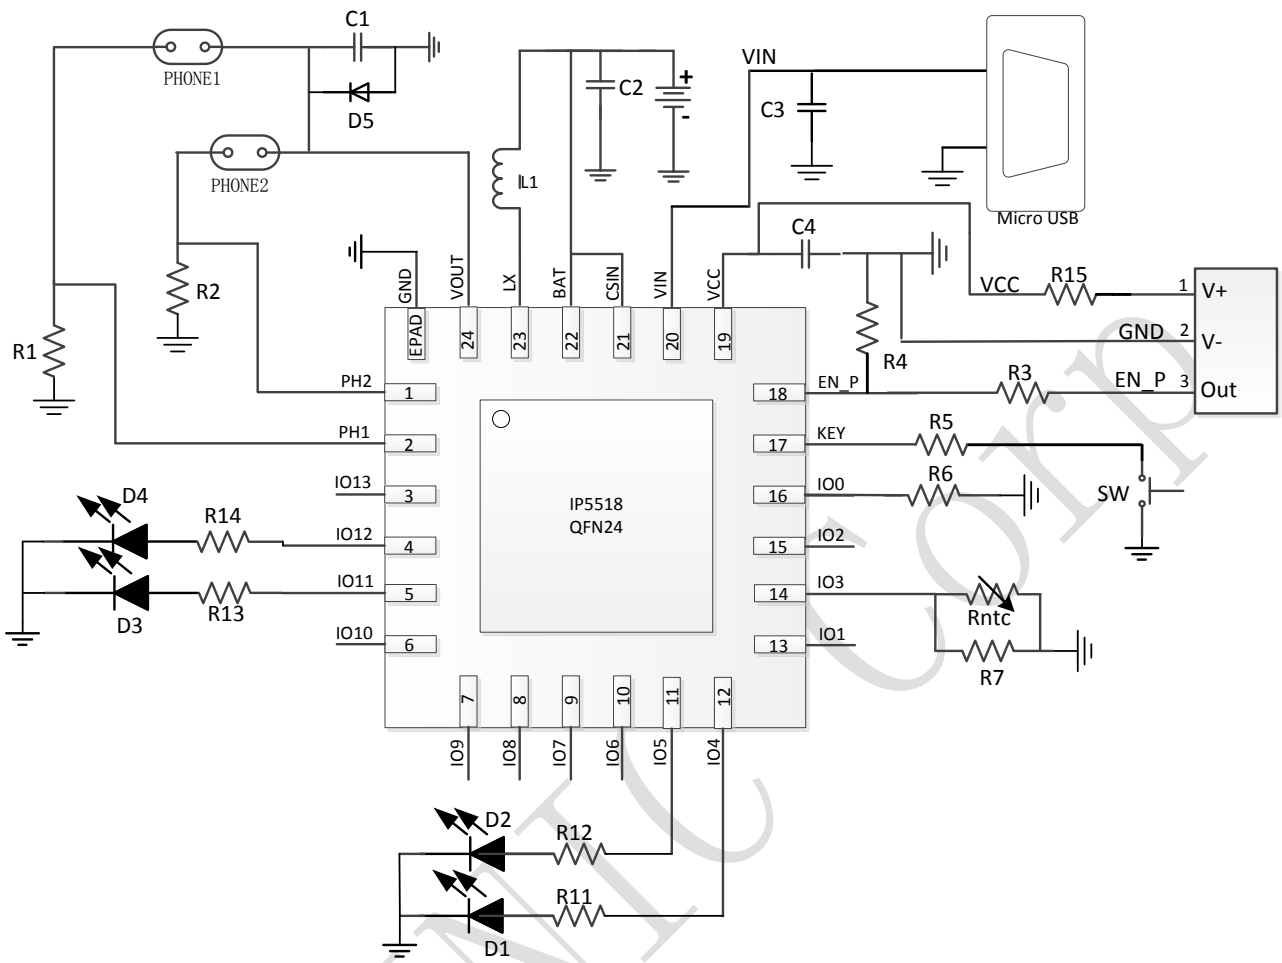 C1
PHONE1
D5
PHONE2
R2
R1
L1
C2
+
-
VIN
C3
Micro USB
C4
VCC
R15
1
V+
GND
2
V-
R4
R3
EN_P
3
Out
GND
VOUT
LX
BAT
CSIN
VIN
VCC
EPAD
24
23
22
21
20
19
PH2
1
18
EN_P
PH1
2
17
KEY
R5
IO13
3
16
IO0
R6
SW
IP5518
QFN24
D4
R14
IO12
4
15
IO2
D3
R13
IO11
5
14
IO3
Rntc
R7
IO10
6
13
IO1
7
8
9
10
11
12
IO9
IO8
IO7
IO6
IO5
IO4
D2
R12
R11
D1
NIC Corp